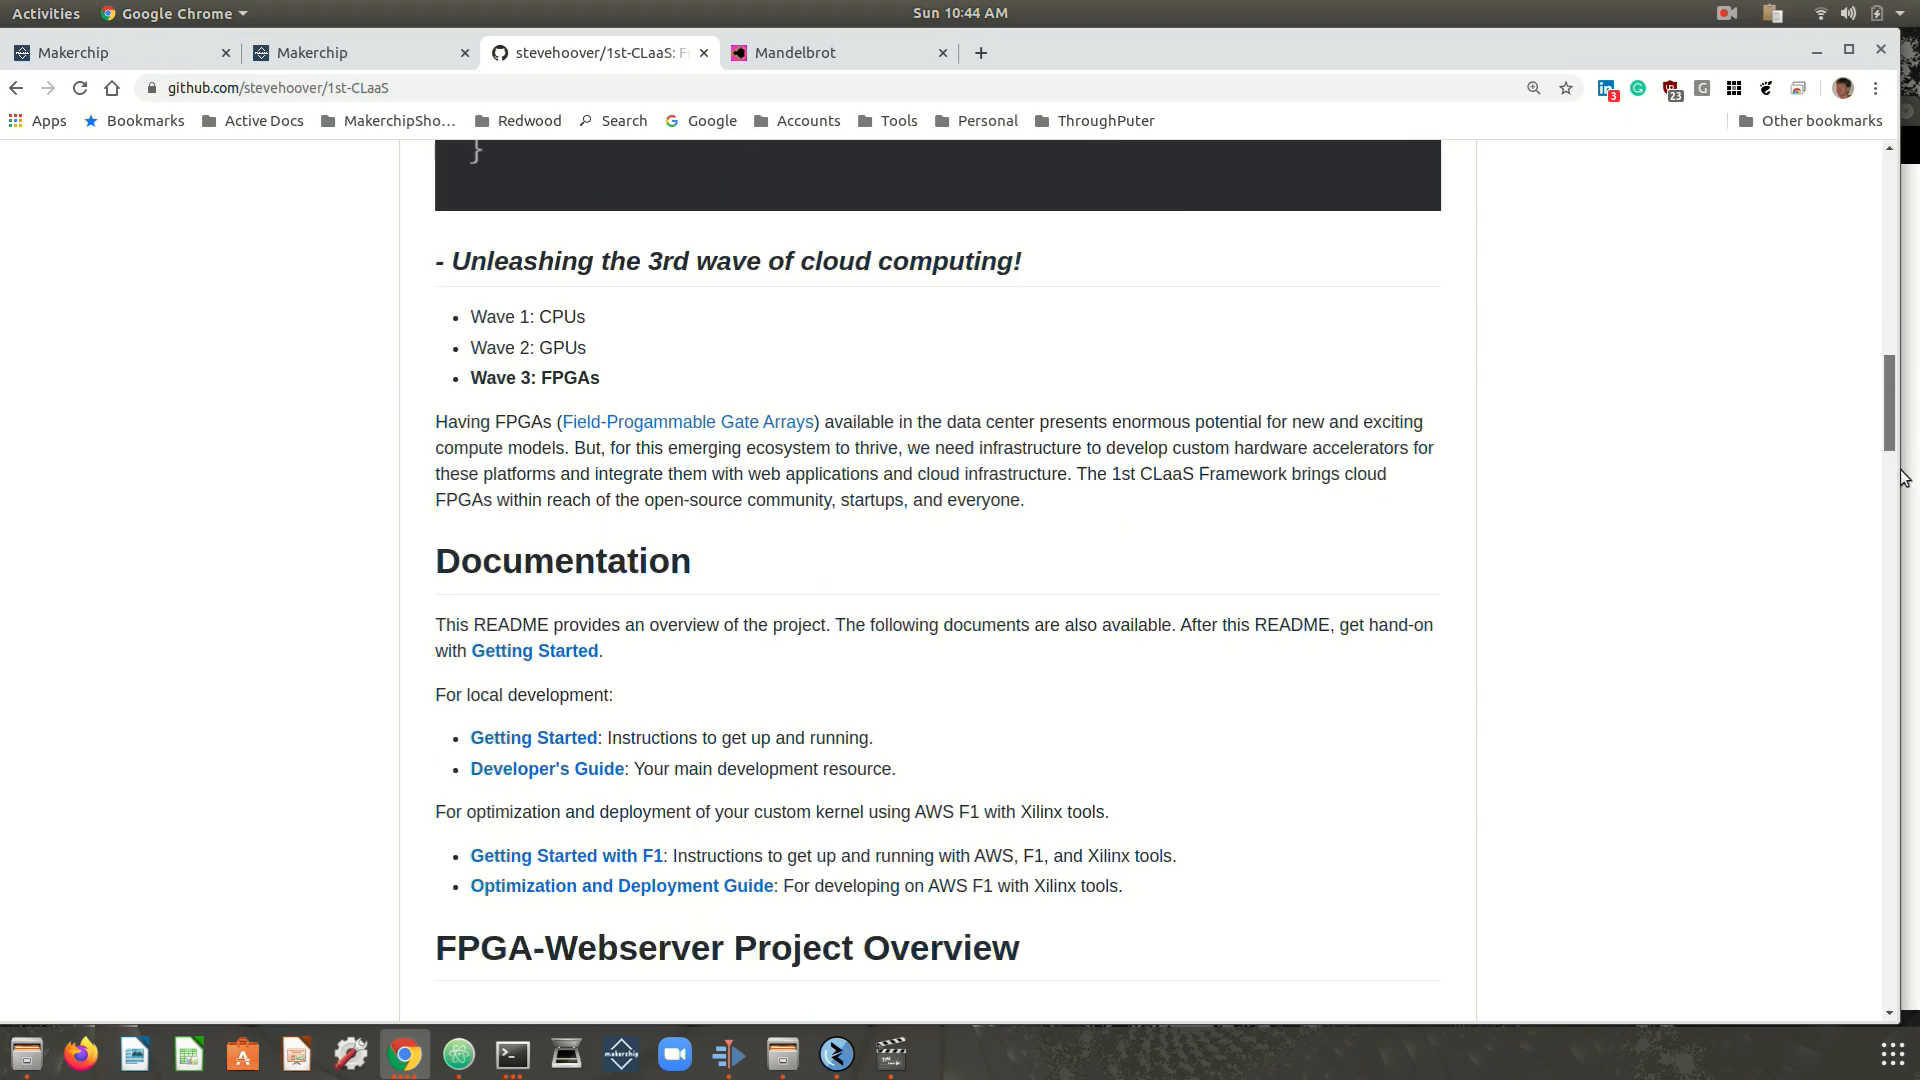 Activities Google Chrome Sun 10:44 AM
Makerchip Makerchip stevehoover/1st-CLaaS: F Mandelbrot
github.com/stevehoover/1st-CLaaS 3 23
Apps Bookmarks Active Docs MakerchipSho... Redwood Search Google Accounts Tools Personal ThroughPuter Other bookmarks
}
- Unleashing the 3rd wave of cloud computing!
• Wave 1: CPUs
• Wave 2: GPUs
• Wave 3: FPGAs
Having FPGAs (Field-Progammable Gate Arrays) available in the data center presents enormous potential for new and exciting
compute models. But, for this emerging ecosystem to thrive, we need infrastructure to develop custom hardware accelerators for
these platforms and integrate them with web applications and cloud infrastructure. The 1st CLaaS Framework brings cloud
FPGAs within reach of the open-source community, startups, and everyone.
Documentation
This README provides an overview of the project. The following documents are also available. After this README, get hand-on
with Getting Started.
For local development:
• Getting Started: Instructions to get up and running.
• Developer's Guide: Your main development resource.
For optimization and deployment of your custom kernel using AWS F1 with Xilinx tools.
• Getting Started with F1: Instructions to get up and running with AWS, F1, and Xilinx tools.
• Optimization and Deployment Guide: For developing on AWS F1 with Xilinx tools.
FPGA-Webserver Project Overview
makerchip